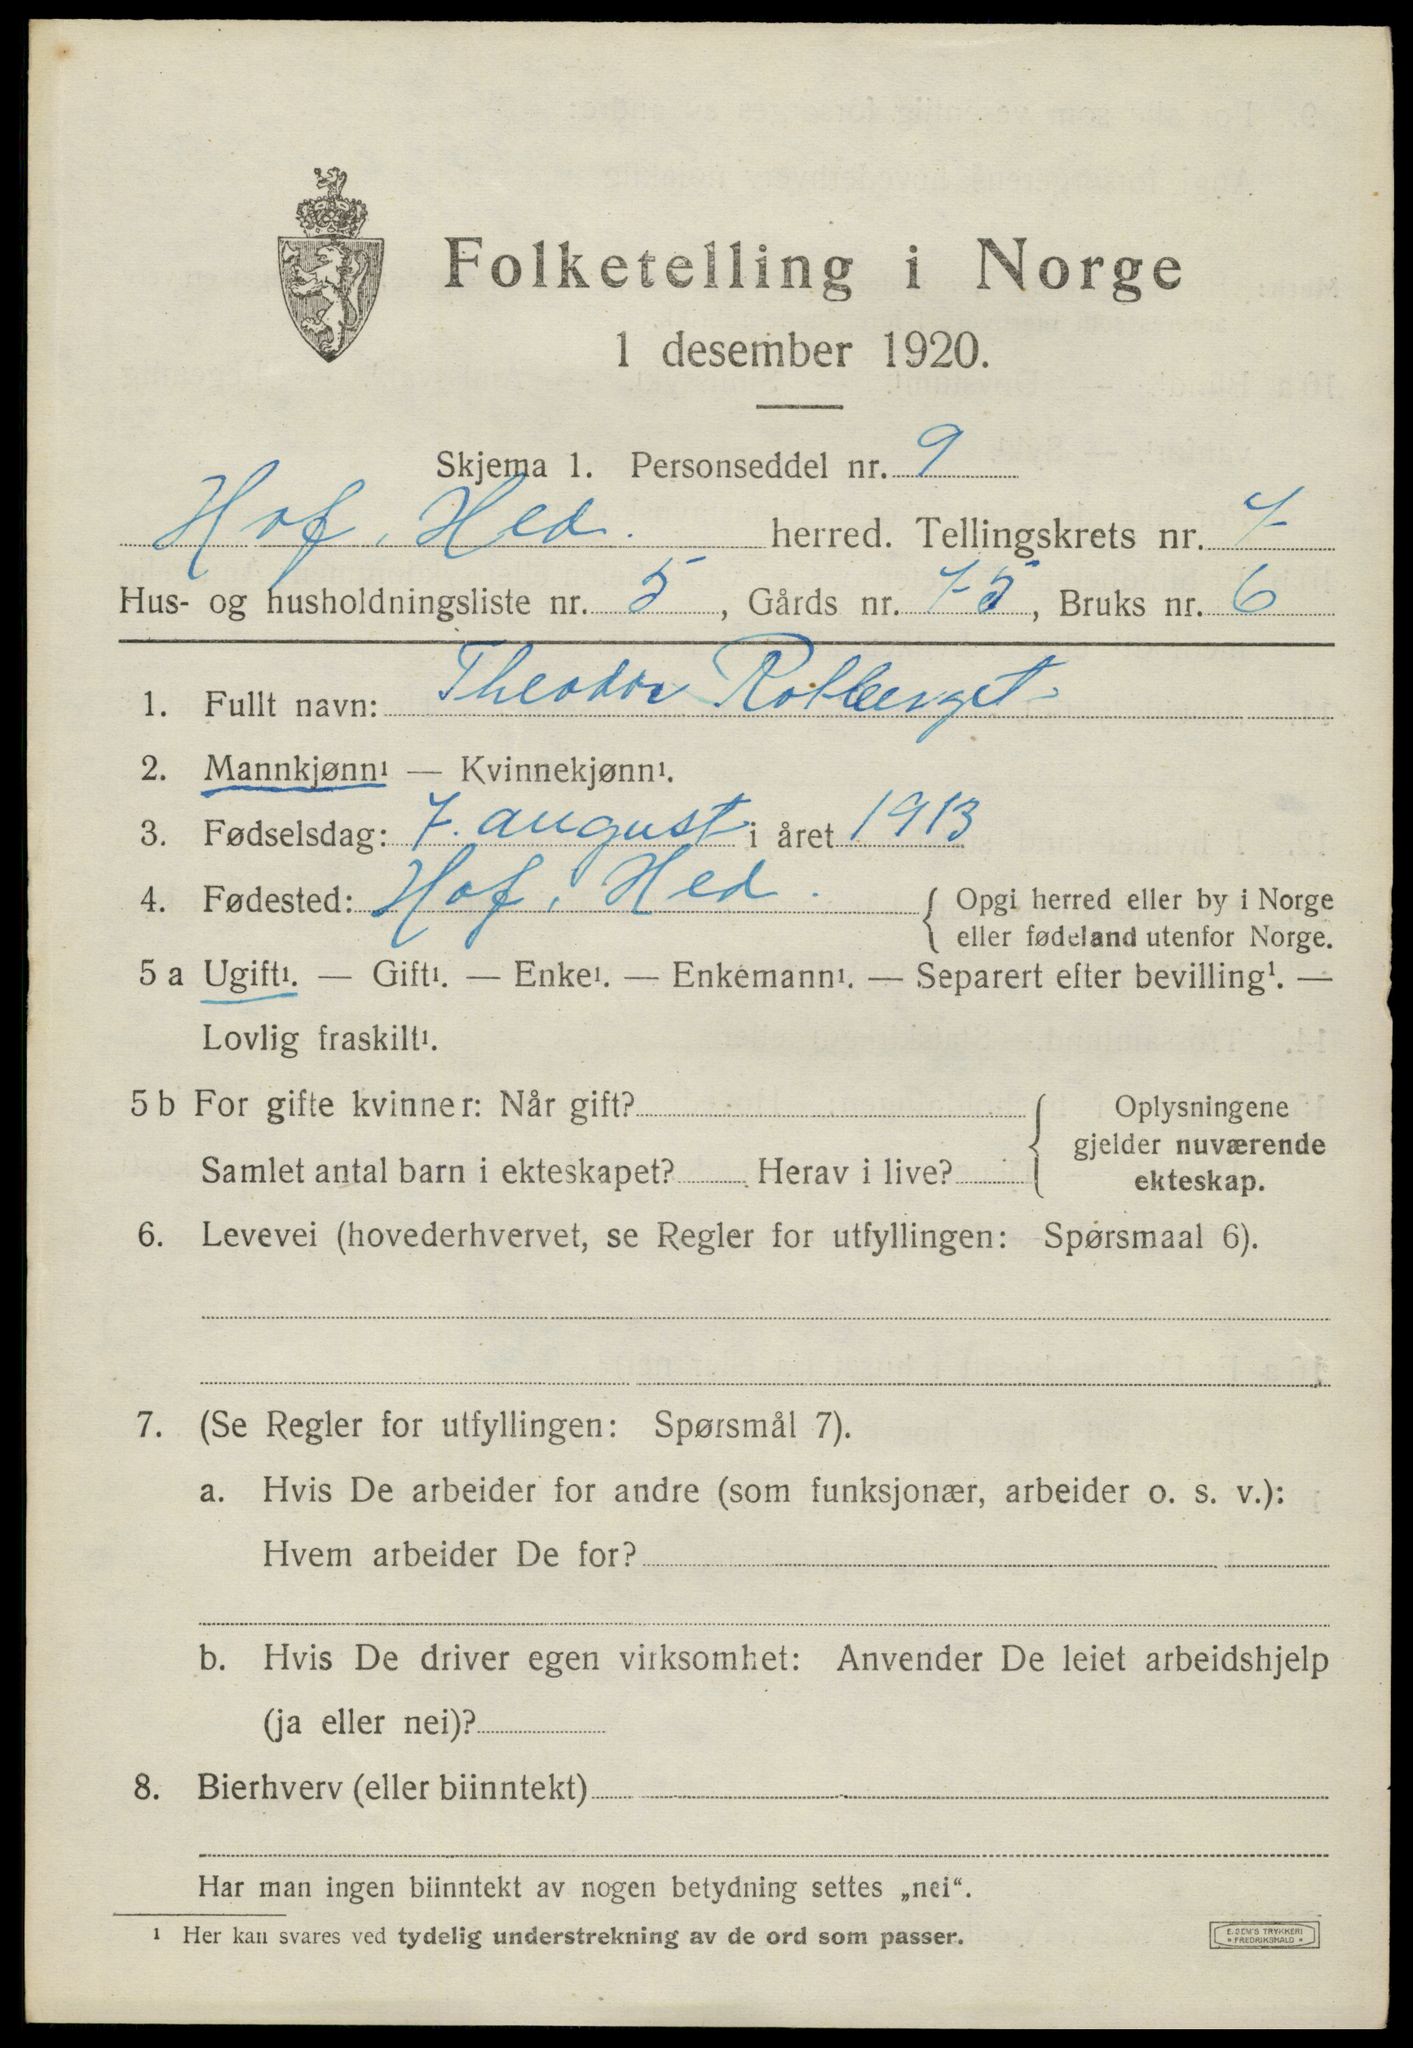 Folketelling i Norge
1 desember 1920.
Skjema 1. Personseddel nr. 9
Hof, Hed. herred. Tellingskrets nr. 7
Hus- og husholdningsliste nr. 5, Gårds nr. 75, Bruks nr. 6
1. Fullt navn: Theodor Rotberget
2. Mannkjønn¹ — Kvinnekjønn¹.
3. Fødselsdag: 7. august i året 1913
4. Fødested: Hof, Hed. { Opgi herred eller by i Norge
eller fødeland utenfor Norge.
5 a Ugift¹. — Gift¹. — Enke¹. — Enkemann¹. — Separert efter bevilling¹. —
Lovlig fraskilt¹.
5 b For gifte kvinner: Når gift? { Oplysningene
gjelder nuværende
Samlet antal barn i ekteskapet? Herav i live? ekteskap.
6. Levevei (hovederhvervet, se Regler for utfyllingen: Spørsmaal 6).
7. (Se Regler for utfyllingen: Spørsmål 7).
a. Hvis De arbeider for andre (som funksjonær, arbeider o. s. v.):
Hvem arbeider De for?
b. Hvis De driver egen virksomhet: Anvender De leiet arbeidshjelp
(ja eller nei)?
8. Bierhverv (eller biinntekt)
Har man ingen biinntekt av nogen betydning settes „nei“.
¹ Her kan svares ved tydelig understrekning av de ord som passer.
E. SEM'S TRYKKERI
* FREDRIKSHALD *